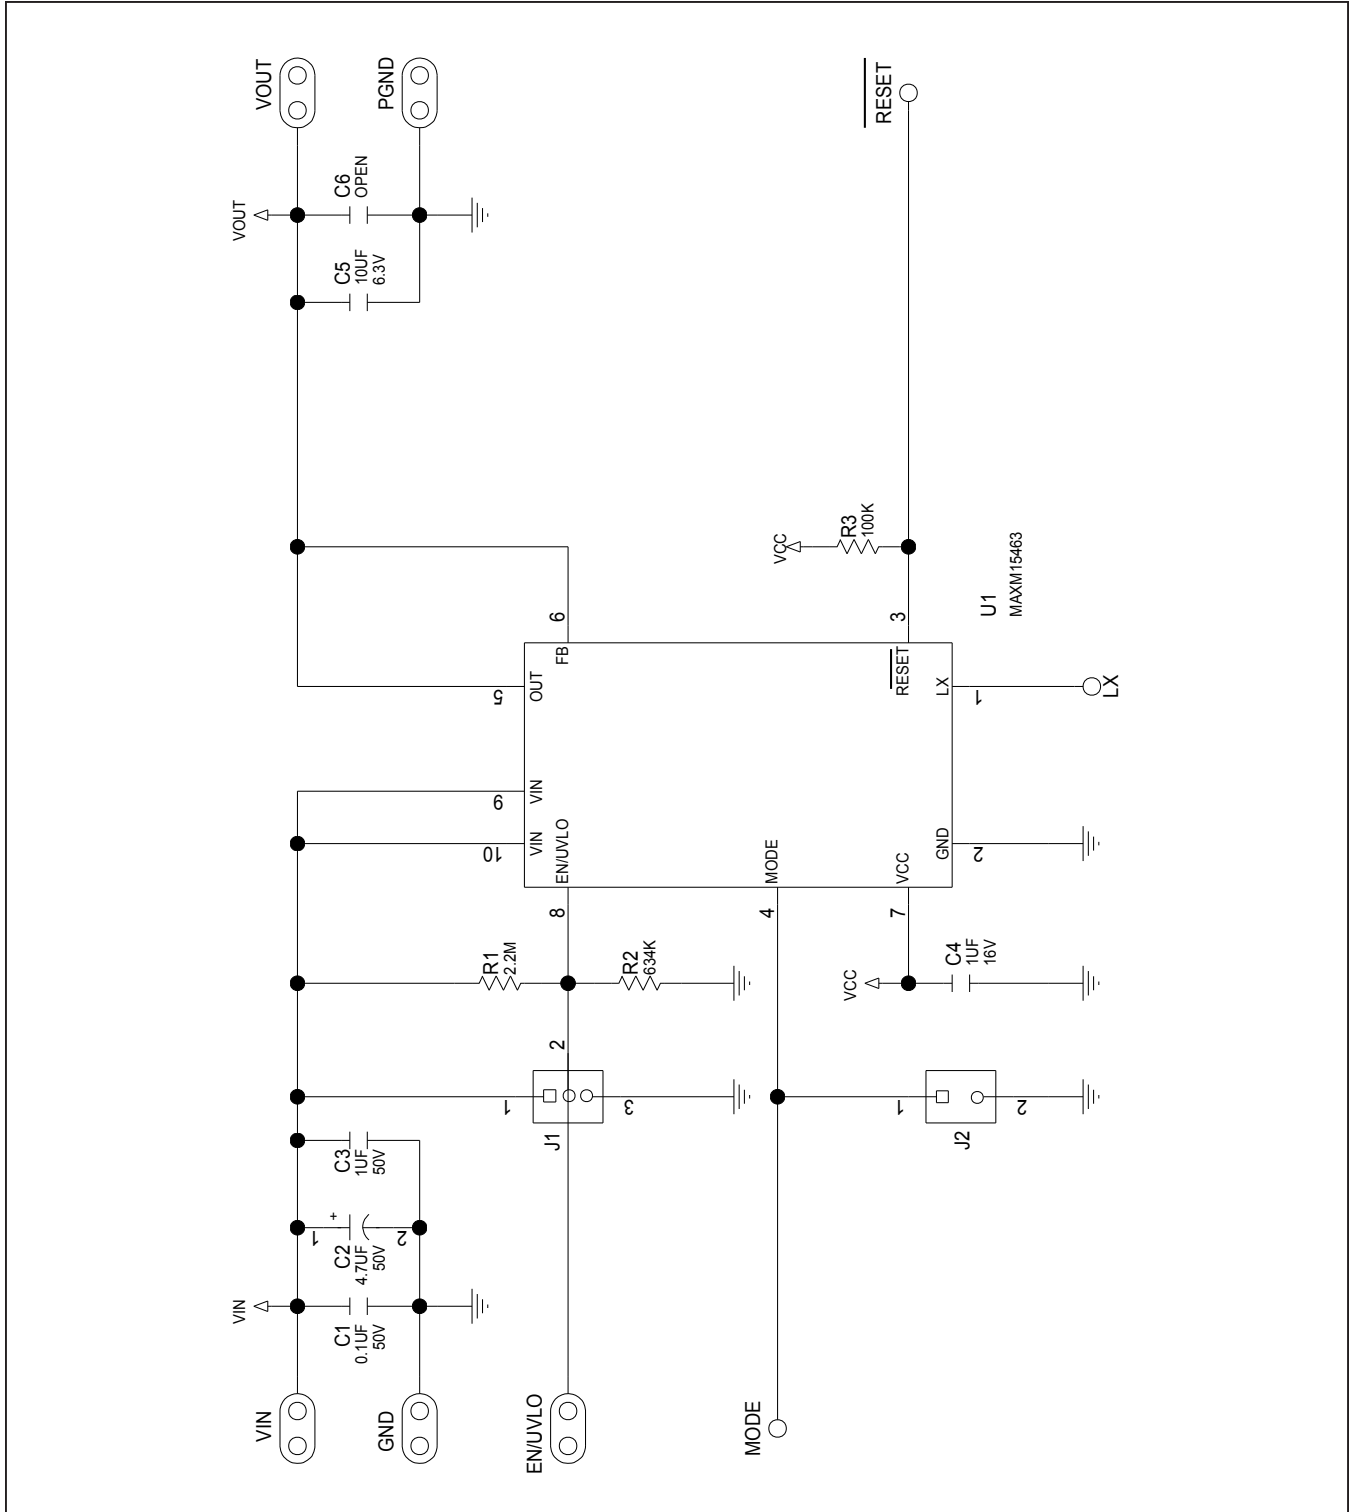 VIN
GND
EN/UVLO
MODE
VIN
C1
0.1UF
50V
1
+
2
C2
4.7UF
50V
C3
1UF
50V
J1
1
2
3
J2
1
2
R1
2.2M
R2
634K
VCC
C4
1UF
16V
10
VIN
9
VIN
8
EN/UVLO
4
MODE
7
VCC
2
GND
5
OUT
6
FB
3
RESET
1
LX
LX
U1
MAXM15463
VCC
R3
100K
C5
10UF
6.3V
VOUT
C6
OPEN
VOUT
PGND
RESET